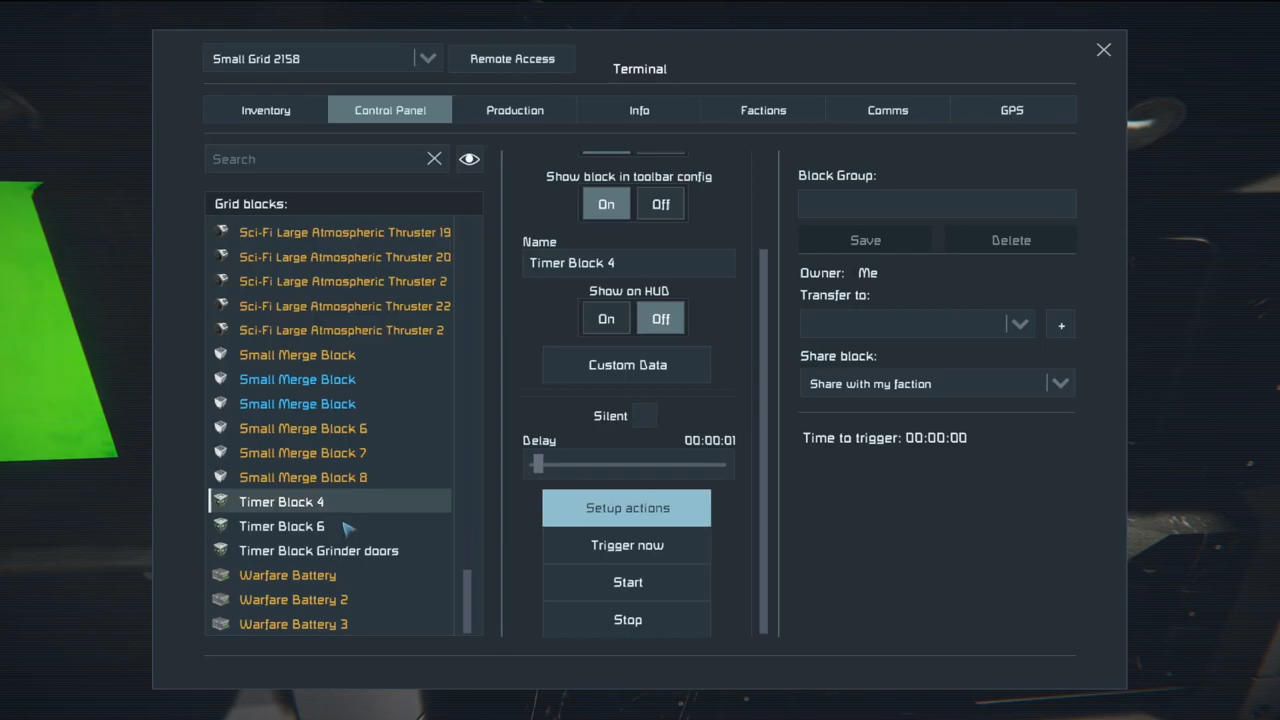 Small Grid 2158
Remote Access
Terminal
Inventory
Control Panel
Production
Info
Factions
Comms
GPS
Search
Grid blocks:
Sci-Fi Large Atmospheric Thruster 19
Sci-Fi Large Atmospheric Thruster 20
Sci-Fi Large Atmospheric Thruster 2
Sci-Fi Large Atmospheric Thruster 22
Sci-Fi Large Atmospheric Thruster 2
Small Merge Block
Small Merge Block
Small Merge Block
Small Merge Block 6
Small Merge Block 7
Small Merge Block 8
Timer Block 4
Timer Block 6
Timer Block Grinder doors
Warfare Battery
Warfare Battery 2
Warfare Battery 3
Show block in toolbar config
On
Off
Name
Timer Block 4
Show on HUD
On
Off
Custom Data
Silent
Delay
00:00:01
Setup actions
Trigger now
Start
Stop
Block Group:
Save
Delete
Owner: Me
Transfer to:
+
Share block:
Share with my faction
Time to trigger: 00:00:00